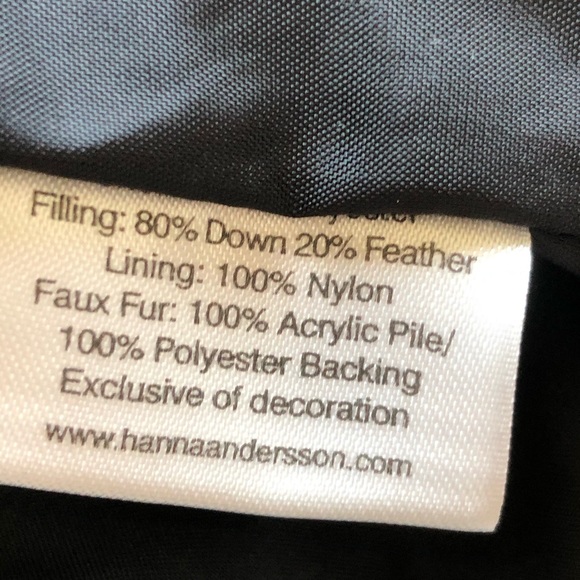 Filling: 80% Down 20% Feather
Lining: 100% Nylon
Faux Fur: 100% Acrylic Pile/
100% Polyester Backing
Exclusive of decoration
www.hannaandersson.com